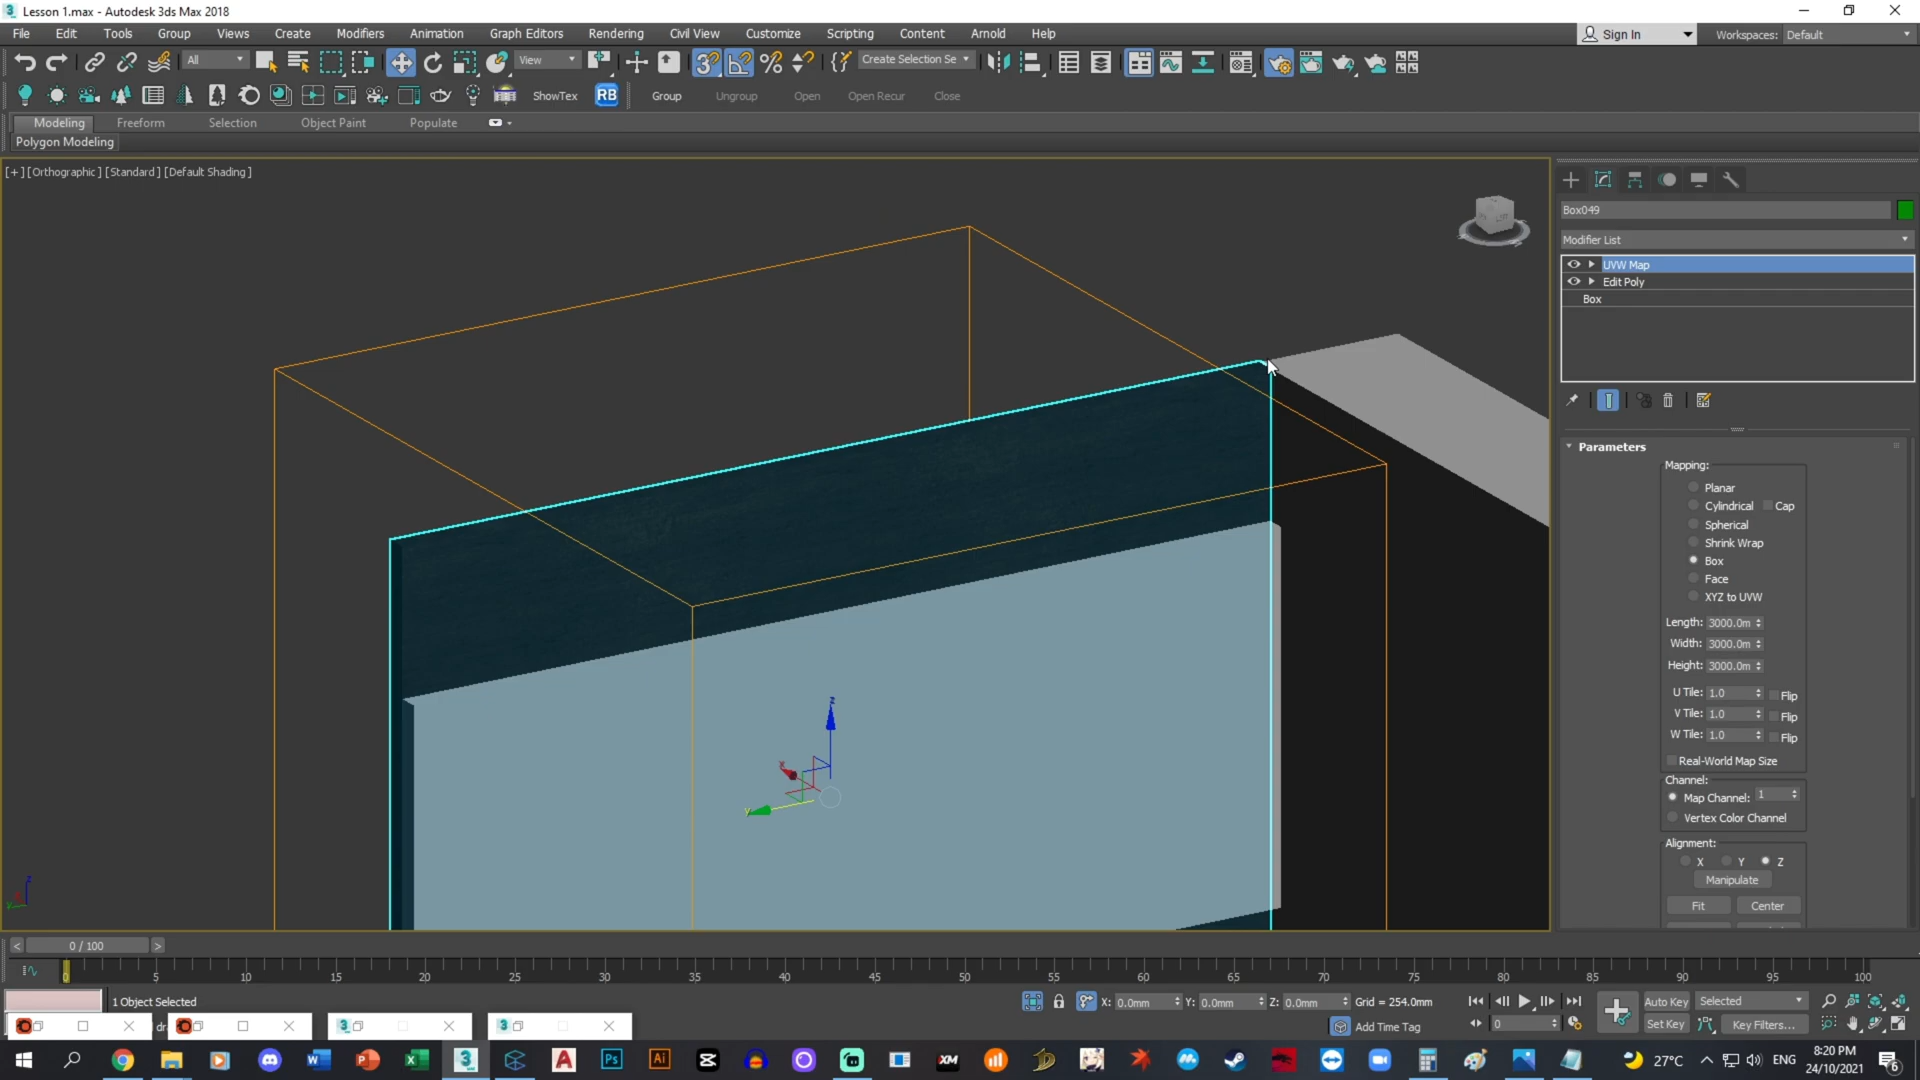 Lesson 1.max - Autodesk 3ds Max 2018
File Edit Tools Group Views Create Modifiers Animation Graph Editors Rendering Civil View Customize Scripting Content Arnold Help
Sign In Workspaces: Default
All View Create Selection Se
ShowTex RB Group Ungroup Open Open Recur Close
Modeling Freeform Selection Object Paint Populate
Polygon Modeling
[+][Orthographic][Standard][Default Shading]
Box049
Modifier List
UVW Map
Edit Poly
Box
Parameters
Mapping:
Planar
Cylindrical Cap
Spherical
Shrink Wrap
Box
Face
XYZ to UVW
Length: 3000.0m
Width: 3000.0m
Height: 3000.0m
U Tile: 1.0 Flip
V Tile: 1.0 Flip
W Tile: 1.0 Flip
Real-World Map Size
Channel:
Map Channel: 1
Vertex Color Channel
Alignment:
X Y Z
Manipulate
Fit Center
z
x
y
0 / 100
0 5 10 15 20 25 30 35 40 45 50 55 60 65 70 75 80 85 90 95 100
1 Object Selected X: 0.0mm Y: 0.0mm Z: 0.0mm Grid = 254.0mm Auto Key Selected
Add Time Tag 0 Set Key Key Filters...
27°C ENG 8:20 PM
24/10/2021 6